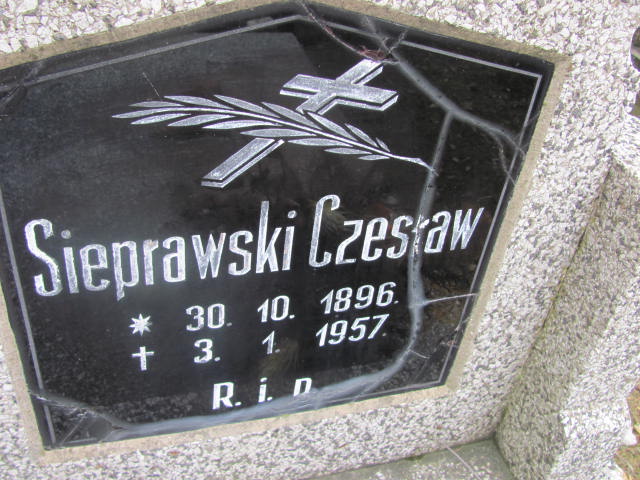 Sieprawski Czesław
* 30. 10. 1896.
† 3. 1. 1957.
R. i. P.